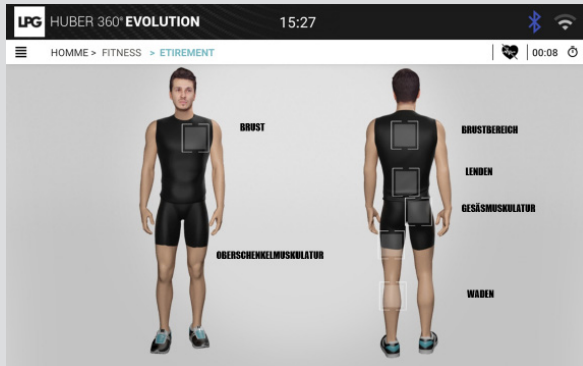 LPG HUBER 360° EVOLUTION 15:27
HOMME > FITNESS > ETIREMENT 00:08
BRUST
BRUSTBEREICH
LENDEN
GESÄSMUSKULATUR
OBERSCHENKELMUSKULATUR
WADEN